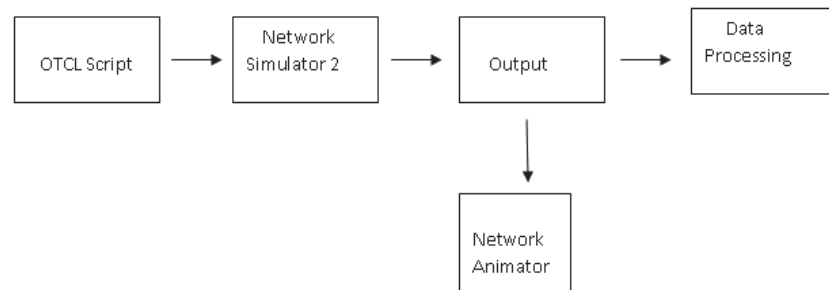 OTCL Script
Network
Simulator 2
Output
Data
Processing
Network
Animator